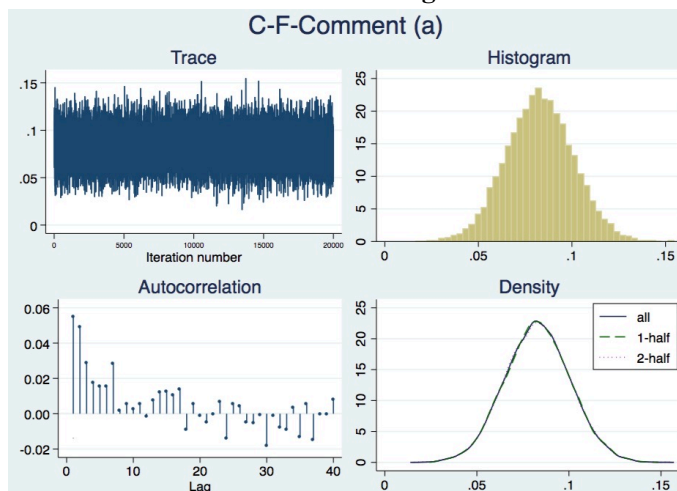 C-F-Comment (a)
Trace
.15
.1
.05
0
0 5000 10000 15000 20000
Iteration number
Histogram
25
20
15
10
5
0
0 .05 .1 .15
Autocorrelation
0.06
0.04
0.02
0.00
-0.02
0 10 20 30 40
Lag
Density
all
1-half
2-half
25
20
15
10
5
0
0 .05 .1 .15